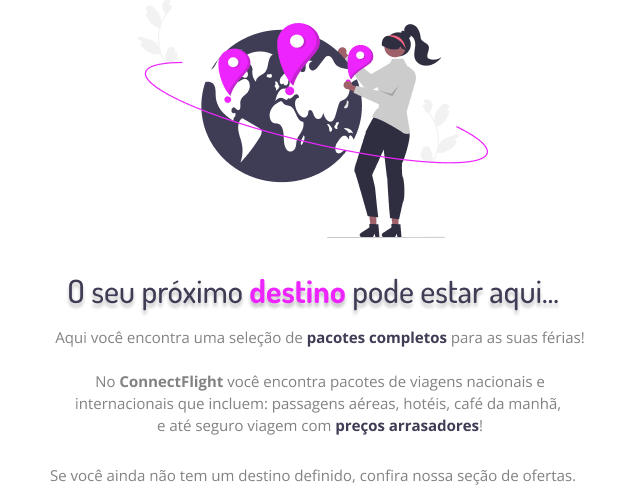 O seu próximo destino pode estar aqui...
Aqui você encontra uma seleção de pacotes completos para as suas férias!
No ConnectFlight você encontra pacotes de viagens nacionais e
internacionais que incluem: passagens aéreas, hotéis, café da manhã,
e até seguro viagem com preços arrasadores!
Se você ainda não tem um destino definido, confira nossa seção de ofertas.